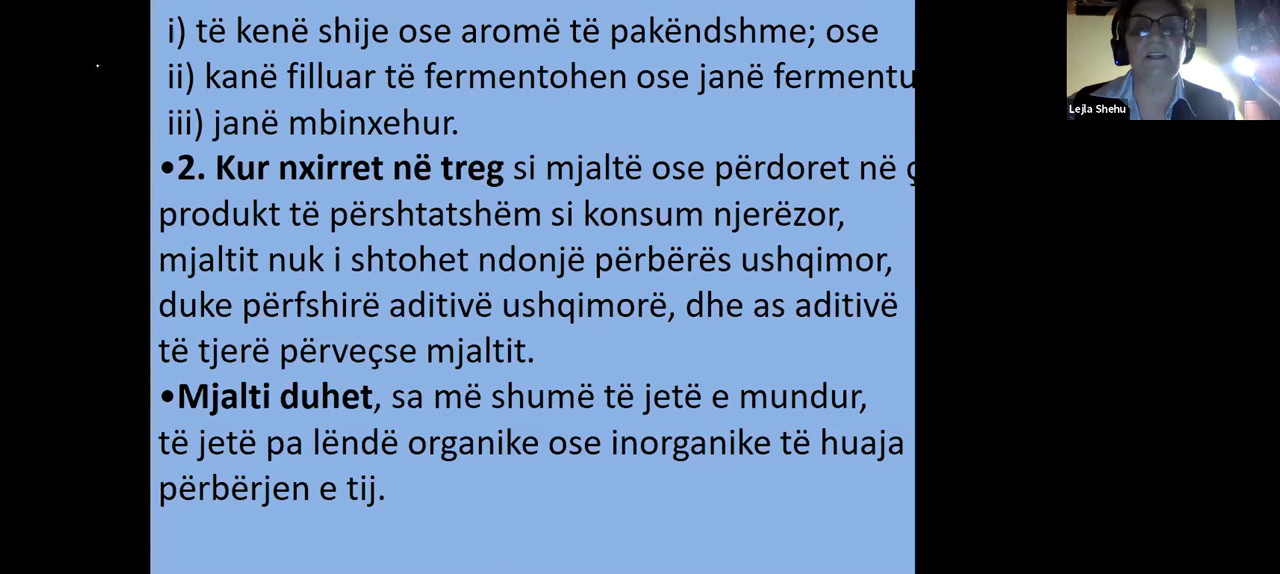 i) të kenë shije ose aromë të pakëndshme; ose
ii) kanë filluar të fermentohen ose janë fermentu
iii) janë mbinxehur.
•2. Kur nxirret në treg si mjaltë ose përdoret në ç
produkt të përshtatshëm si konsum njerëzor,
mjaltit nuk i shtohet ndonjë përbërës ushqimor,
duke përfshirë aditivë ushqimorë, dhe as aditivë
të tjerë përveçse mjaltit.
•Mjalti duhet, sa më shumë të jetë e mundur,
të jetë pa lëndë organike ose inorganike të huaja
përbërjen e tij.
Lejla Shehu